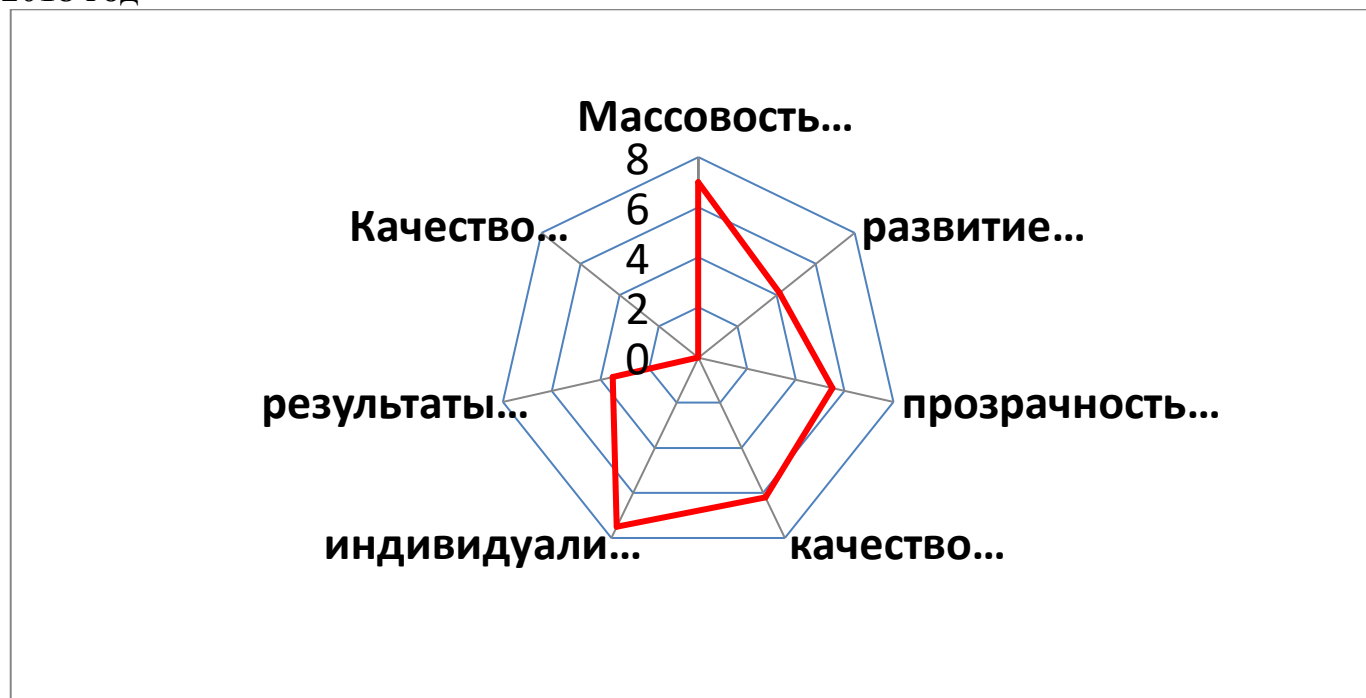 Массовость…
8
6
4
2
0
развитие…
прозрачность…
качество…
индивидуали…
результаты…
Качество…